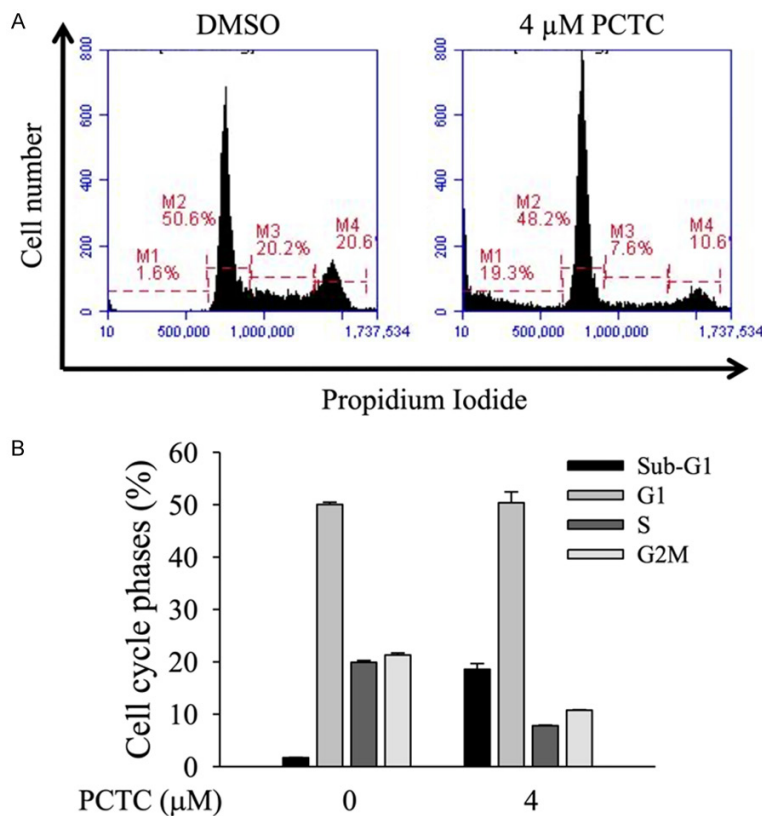 A
DMSO
4 μM PCTC
Cell number
800
600
400
200
0
M1
1.6%
M2
50.6%
M3
20.2%
M4
20.6
10
500,000
1,000,000
1,737,534
800
600
400
200
0
M1
19.3%
M2
48.2%
M3
7.6%
M4
10.6
10
500,000
1,000,000
1,737,534
Propidium Iodide
B
Cell cycle phases (%)
60
50
40
30
20
10
0
Sub-G1
G1
S
G2M
PCTC (μM)
0
4